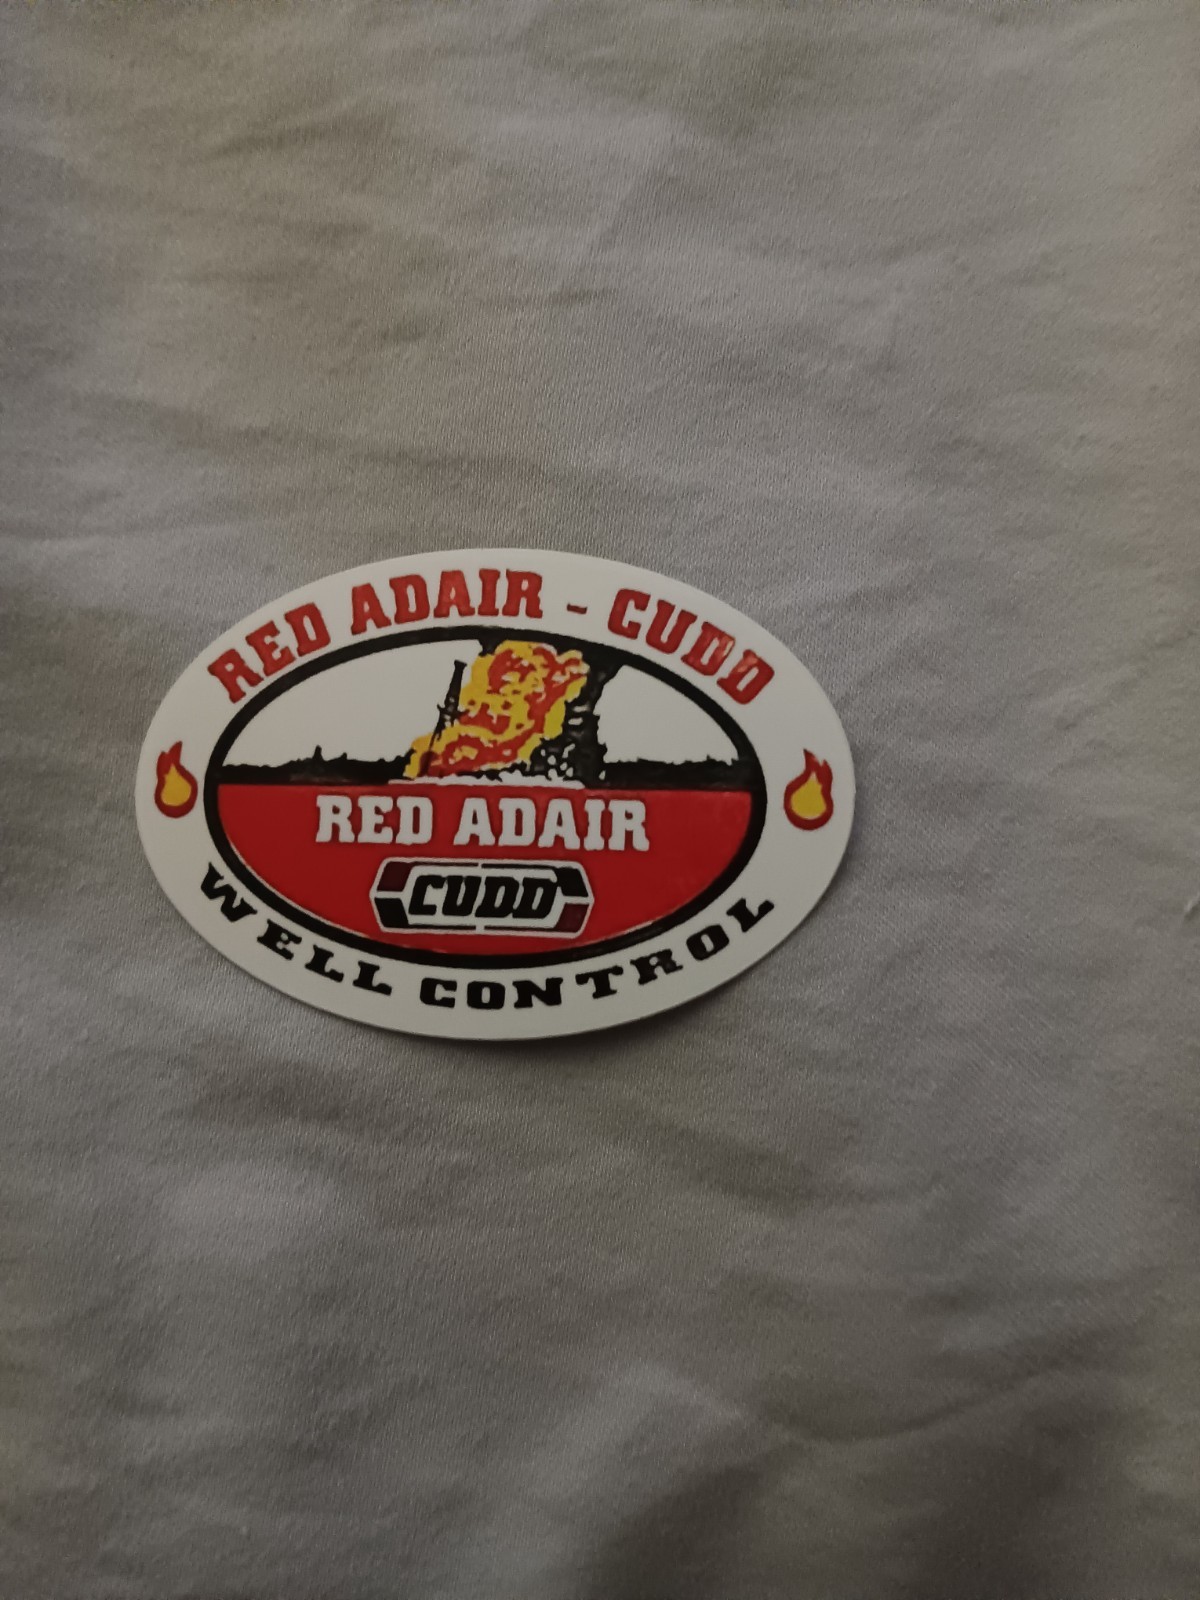 RED ADAIR - CUDD
RED ADAIR
CUDD
WELL CONTROL